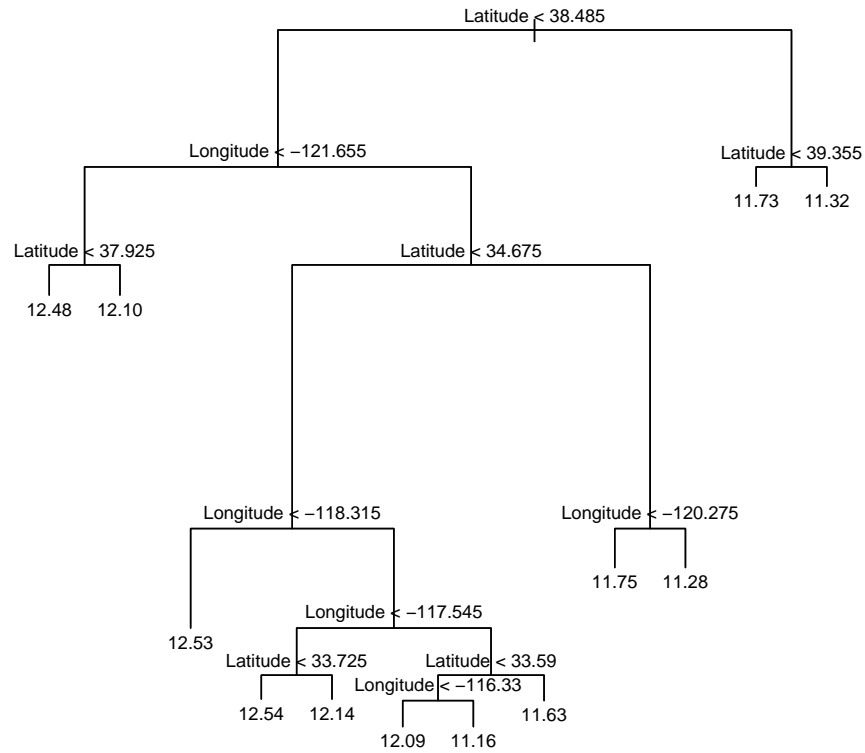 Latitude < 38.485
Longitude < −121.655
Latitude < 39.355
11.73 11.32
Latitude < 37.925
Latitude < 34.675
12.48 12.10
Longitude < −118.315
Longitude < −120.275
11.75 11.28
Longitude < −117.545
12.53
Latitude < 33.725
Latitude < 33.59
Longitude < −116.33
12.54 12.14
11.63
12.09 11.16